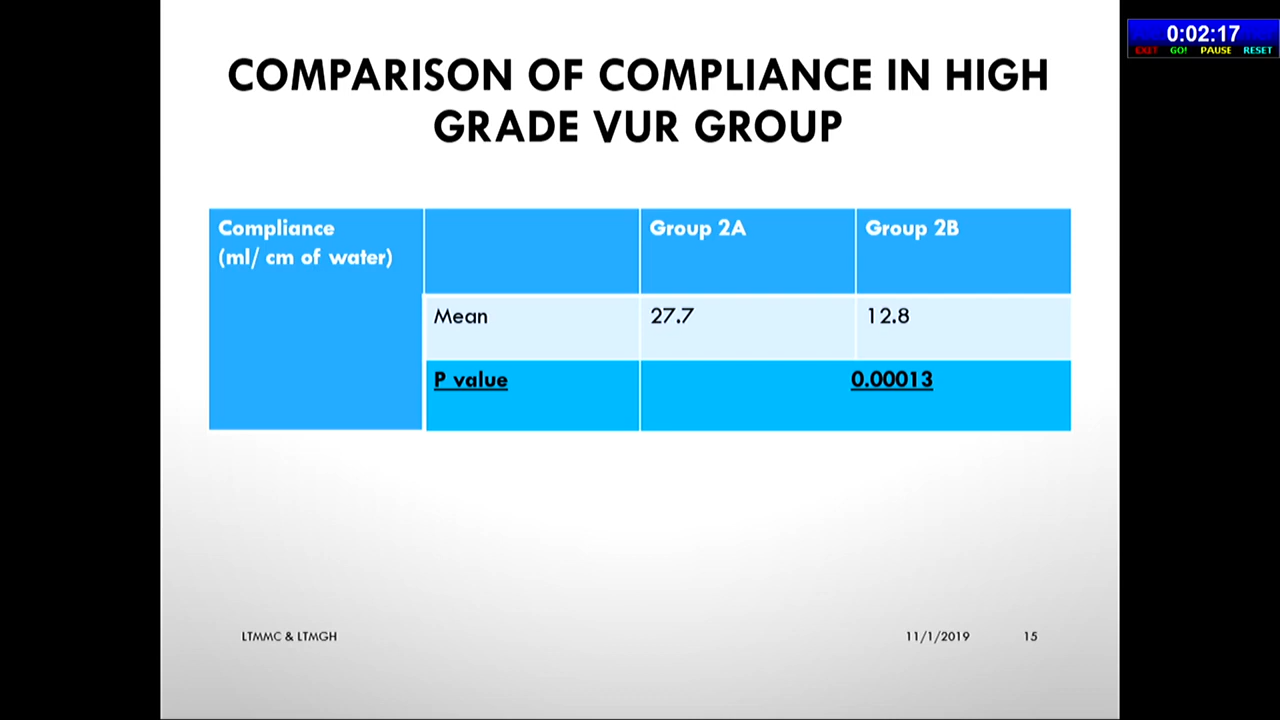 0:02:17
EXIT GO! PAUSE RESET
COMPARISON OF COMPLIANCE IN HIGH
GRADE VUR GROUP
Compliance
(ml/ cm of water)
Group 2A
Group 2B
Mean
27.7
12.8
P value
0.00013
LTMMC & LTMGH
11/1/2019
15